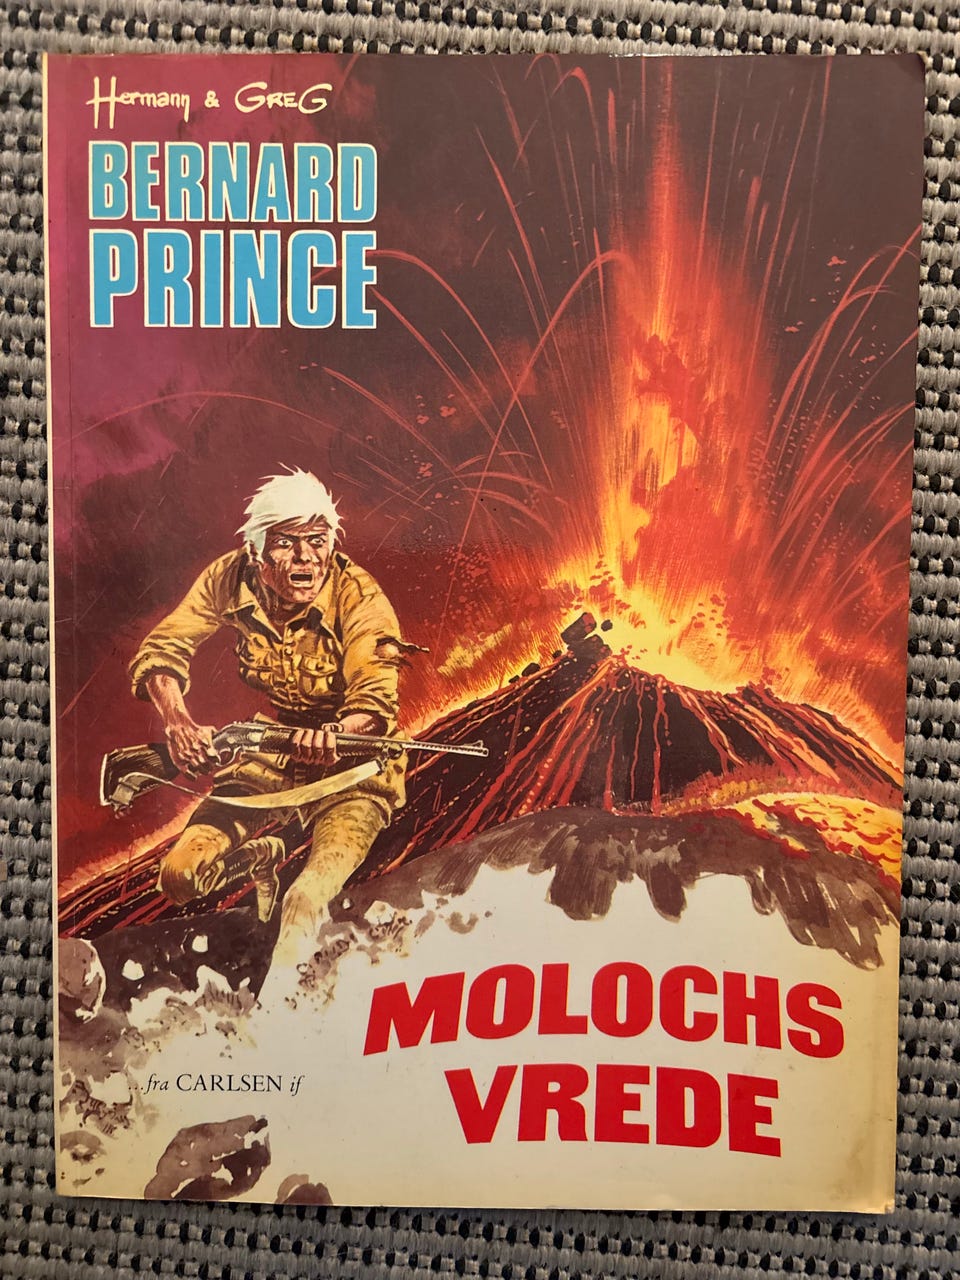 Hermann & GREG
BERNARD
PRINCE
MOLOCHS
VREDE
...fra CARLSEN if